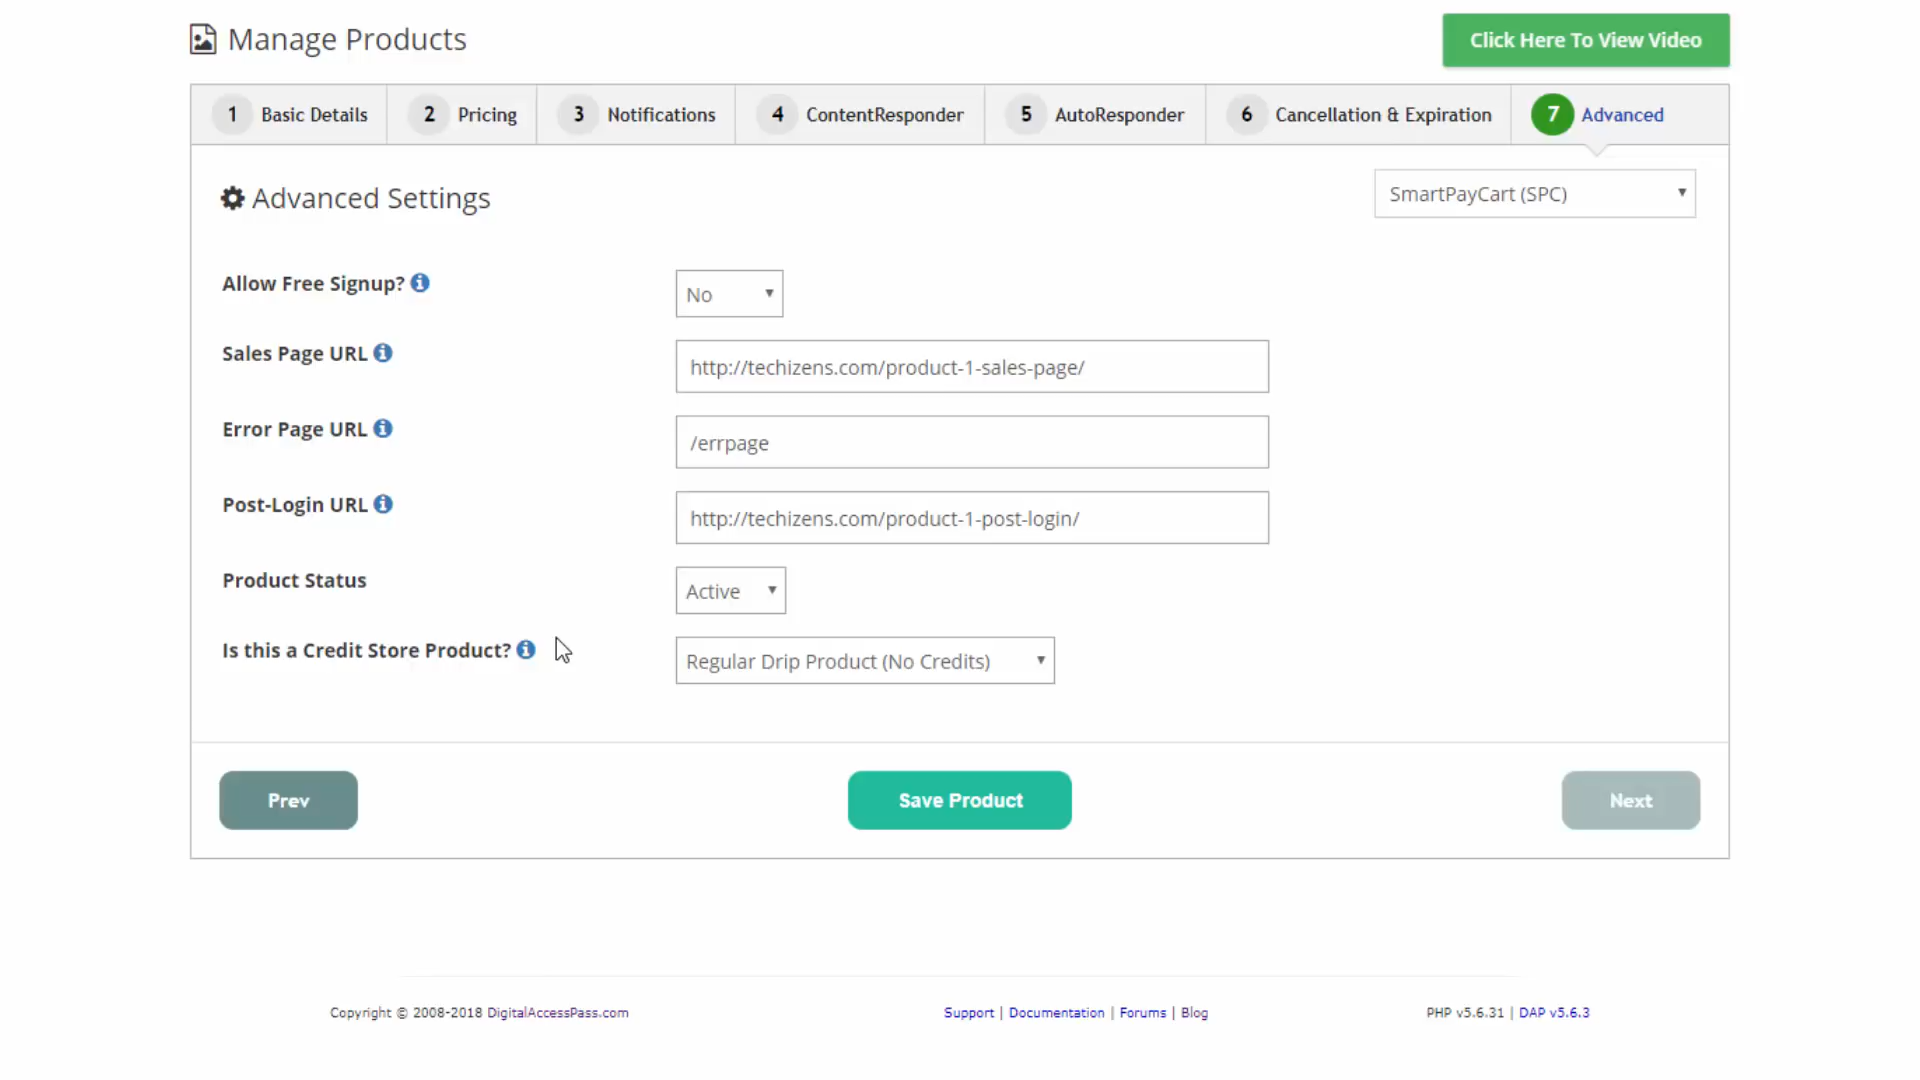 Manage Products
Click Here To View Video
1 Basic Details 2 Pricing 3 Notifications 4 ContentResponder 5 AutoResponder 6 Cancellation & Expiration 7 Advanced
Advanced Settings
SmartPayCart (SPC)
Allow Free Signup?
No
Sales Page URL
http://techizens.com/product-1-sales-page/
Error Page URL
/errpage
Post-Login URL
http://techizens.com/product-1-post-login/
Product Status
Active
Is this a Credit Store Product?
Regular Drip Product (No Credits)
Prev
Save Product
Next
Copyright © 2008-2018 DigitalAccessPass.com
Support | Documentation | Forums | Blog
PHP v5.6.31 | DAP v5.6.3